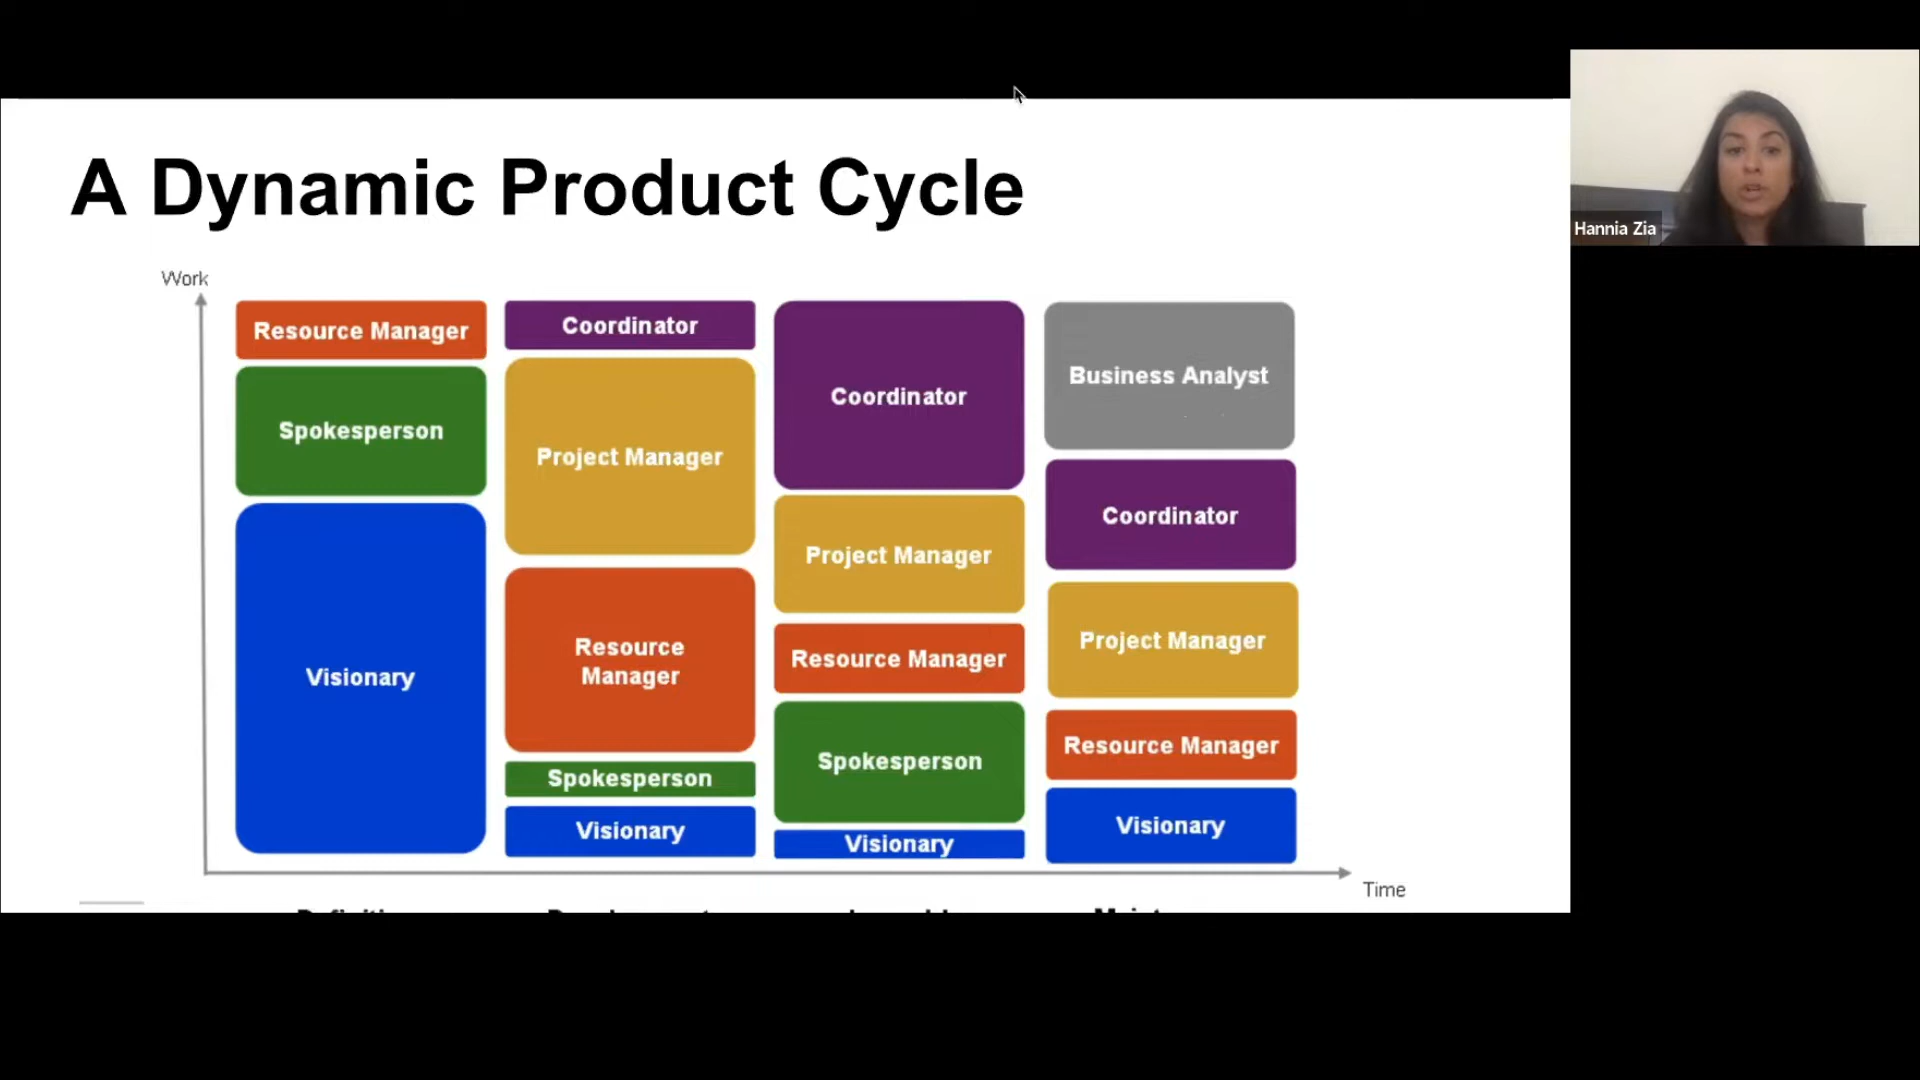 A Dynamic Product Cycle
Hannia Zia
Work
Resource Manager
Spokesperson
Visionary
Coordinator
Project Manager
Resource
Manager
Spokesperson
Visionary
Coordinator
Project Manager
Resource Manager
Spokesperson
Visionary
Business Analyst
Coordinator
Project Manager
Resource Manager
Visionary
Time